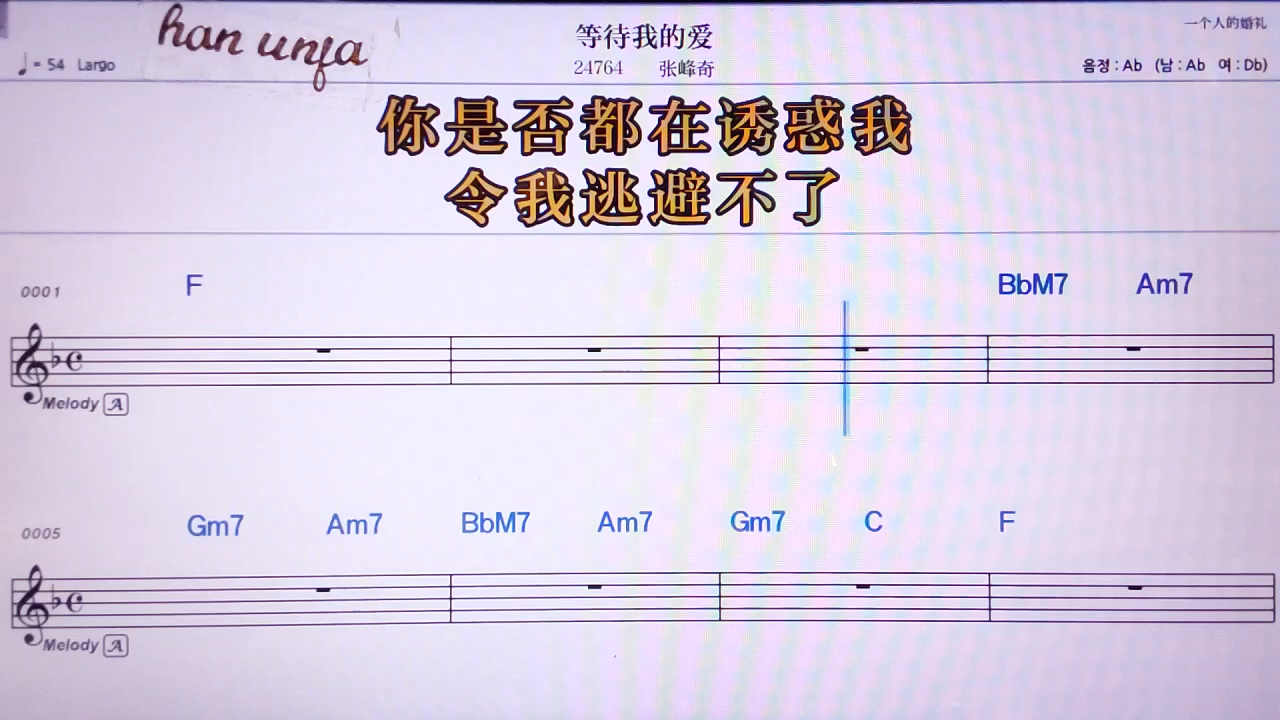 han unfa
等待我的爱
一个人的婚礼
♩= 54 Largo
24764 张峰奇
음정 : Ab (남 : Ab 여 : Db)
你是否都在诱惑我
令我逃避不了
0001 F BbM7 Am7
Melody A
0005 Gm7 Am7 BbM7 Am7 Gm7 C F
Melody A